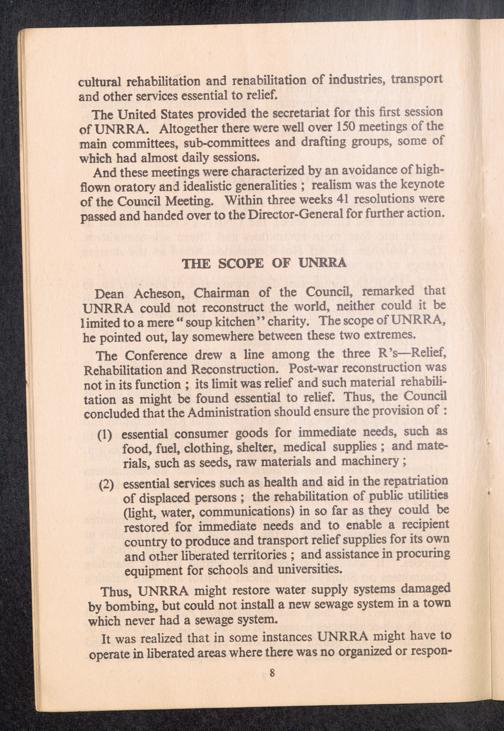 cultural rehabilitation and renabilitation of industries, transport
and other services essential to relief.
The United States provided the secretariat for this first session
of UNRRA. Altogether there were well over 150 meetings of the
main committees, sub-committees and drafting groups, some of
which had almost daily sessions.
And these meetings were characterized by an avoidance of high-
flown oratory and idealistic generalities ; realism was the keynote
of the Council Meeting. Within three weeks 41 resolutions were
passed and handed over to the Director-General for further action.
THE SCOPE OF UNRRA
Dean Acheson, Chairman of the Council, remarked that
UNRRA could not reconstruct the world, neither could it be
limited to a mere “ soup kitchen ” charity. The scope of UNRRA,
he pointed out, lay somewhere between these two extremes.
The Conference drew a line among the three R's—Relief,
Rehabilitation and Reconstruction. Post-war reconstruction was
not in its function ; its limit was relief and such material rehabili-
tation as might be found essential to relief. Thus, the Council
concluded that the Administration should ensure the provision of :
(1) essential consumer goods for immediate needs, such as
food, fuel, clothing, shelter, medical supplies ; and mate-
rials, such as seeds, raw materials and machinery ;
(2) essential services such as health and aid in the repatriation
of displaced persons ; the rehabilitation of public utilities
(light, water, communications) in so far as they could be
restored for immediate needs and to enable a recipient
country to produce and transport relief supplies for its own
and other liberated territories ; and assistance in procuring
equipment for schools and universities.
Thus, UNRRA might restore water supply systems damaged
by bombing, but could not install a new sewage system in a town
which never had a sewage system.
It was realized that in some instances UNRRA might have to
operate in liberated areas where there was no organized or respon-
8